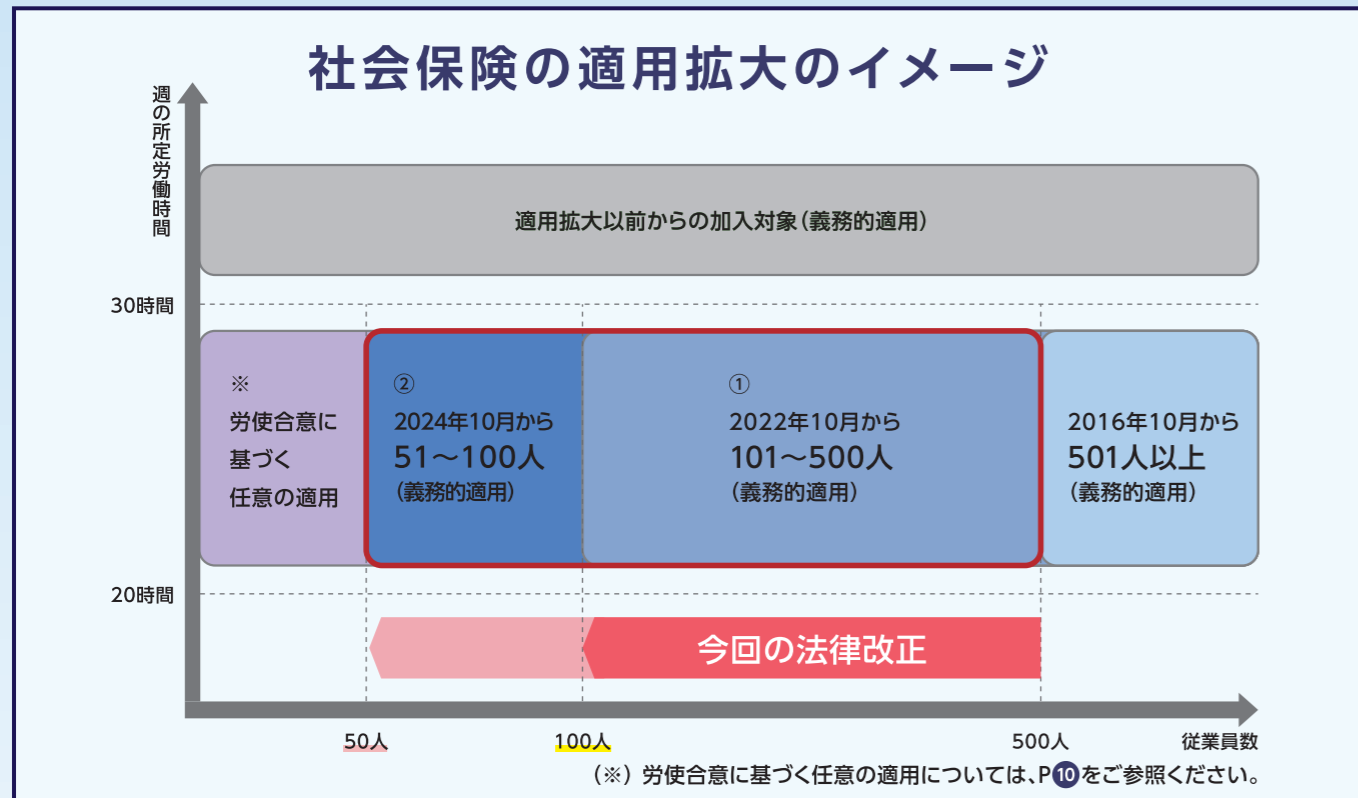 社会保険の適用拡大のイメージ
週の所定労働時間
適用拡大以前からの加入対象（義務的適用）
30時間
※
労使合意に
基づく
任意の適用
②
2024年10月から
51〜100人
（義務的適用）
①
2022年10月から
101〜500人
（義務的適用）
2016年10月から
501人以上
（義務的適用）
20時間
今回の法律改正
50人
100人
500人
従業員数
（※）労使合意に基づく任意の適用については、P10をご参照ください。